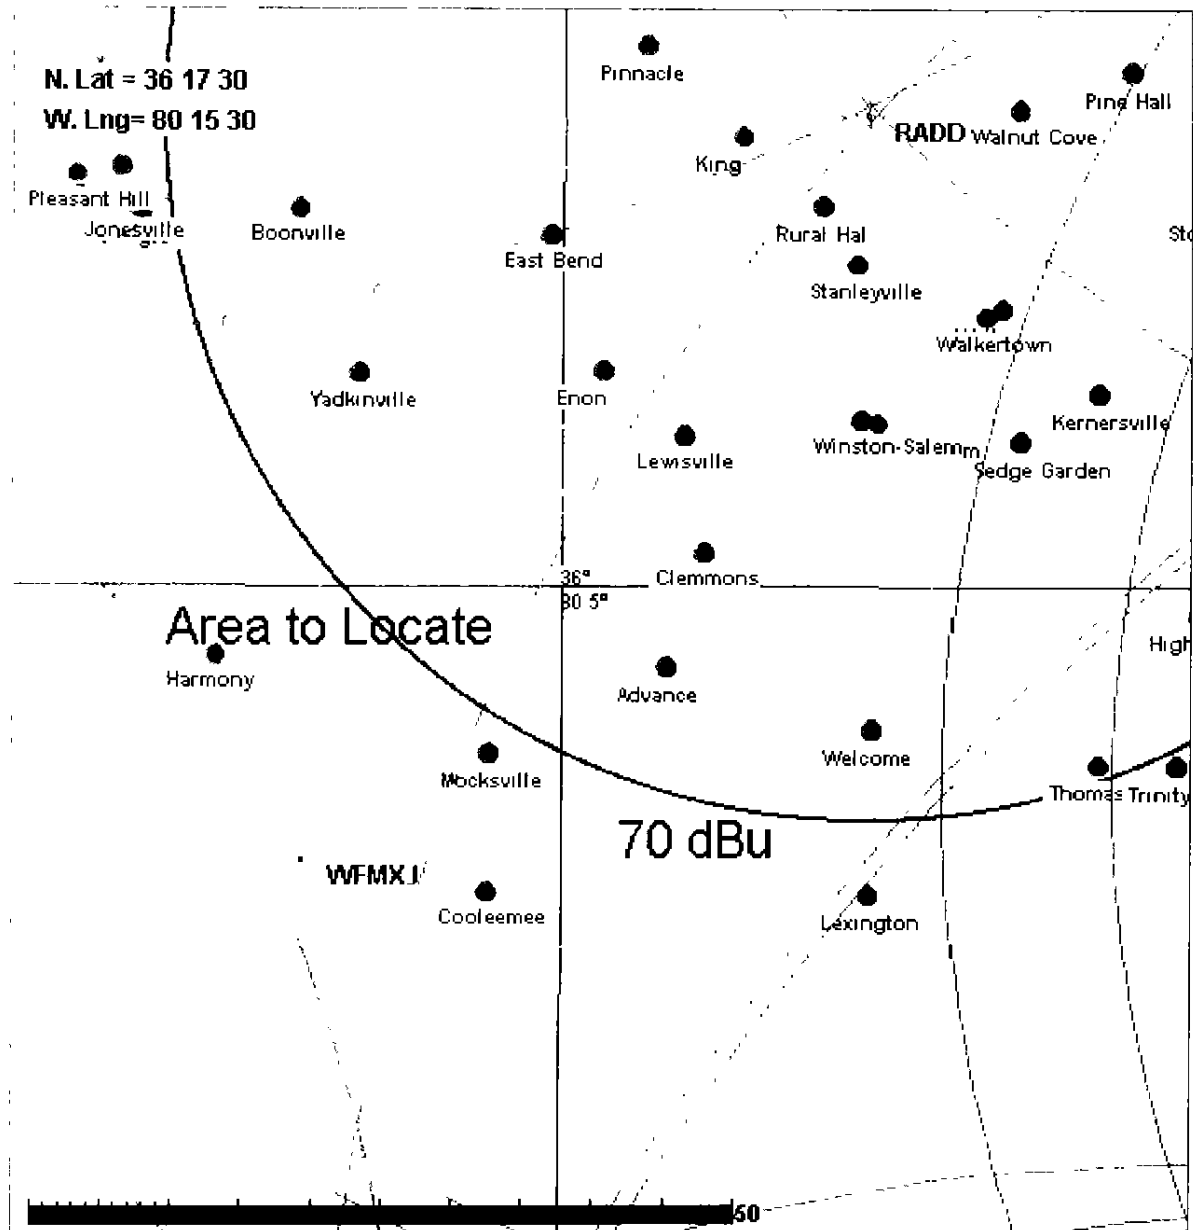 Pinnacle
N. Lat = 36 17 30
W. Lng= 80 15 30
Pine Hall
RADD
Walnut Cove
King
Pleasant Hill
Jonesville
Boonville
East Bend
Rural Hal
Stanleyville
Walkertown
Yadkinville
Enon
Lewisville
Winston-Salem
Kernersville
Sedge Garden
36°
80 5°
Clemmons
Area to Locate
Harmony
High
Advance
Welcome
Mocksville
Thomas
Trinity
70 dBu
WFMXJ
Cooleemee
Lexington
50